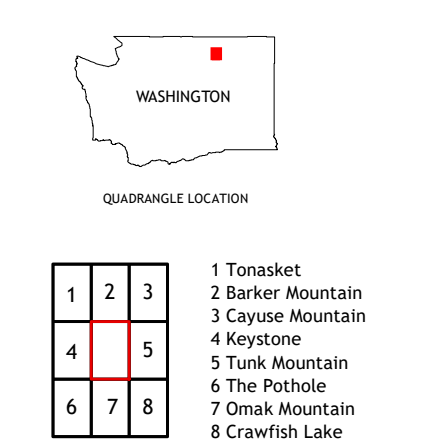 WASHINGTON
QUADRANGLE LOCATION
1 2 3
4 5
6 7 8
1 Tonasket
2 Barker Mountain
3 Cayuse Mountain
4 Keystone
5 Tunk Mountain
6 The Pothole
7 Omak Mountain
8 Crawfish Lake